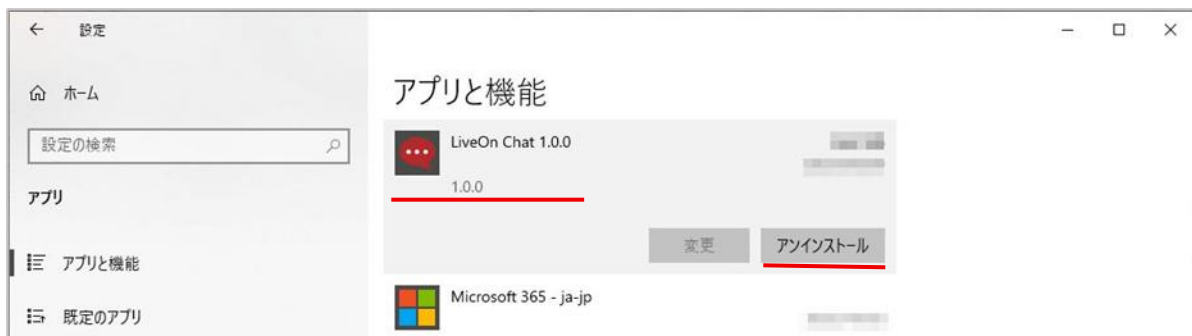 設定
ホーム
設定の検索
アプリ
アプリと機能
既定のアプリ
アプリと機能
LiveOn Chat 1.0.0
1.0.0
変更
アンインストール
Microsoft 365 - ja-jp